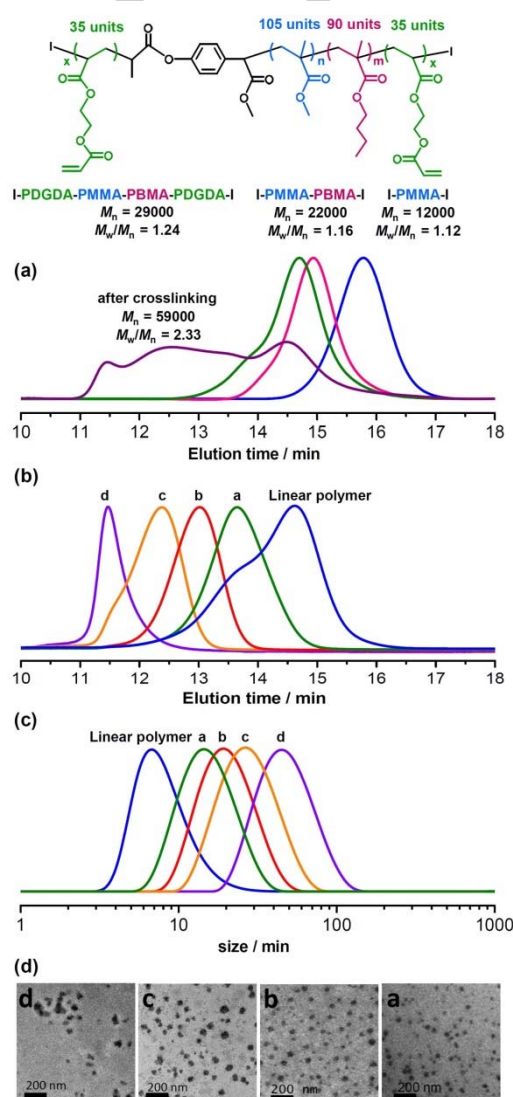 35 units 105 units 90 units 35 units
I x O O O O n m x I
O O O O O O O O
O O O O
I-PDGDA-PMMA-PBMA-PDGDA-I I-PMMA-PBMA-I I-PMMA-I
Mn = 29000 Mn = 22000 Mn = 12000
Mw/Mn = 1.24 Mw/Mn = 1.16 Mw/Mn = 1.12
(a)
after crosslinking
Mn = 59000
Mw/Mn = 2.33
10 11 12 13 14 15 16 17 18
Elution time / min
(b)
d c b a Linear polymer
10 11 12 13 14 15 16 17 18
Elution time / min
(c)
Linear polymer a b c d
1 10 100 1000
size / min
(d)
d c b a
200 nm 200 nm 200 nm 200 nm